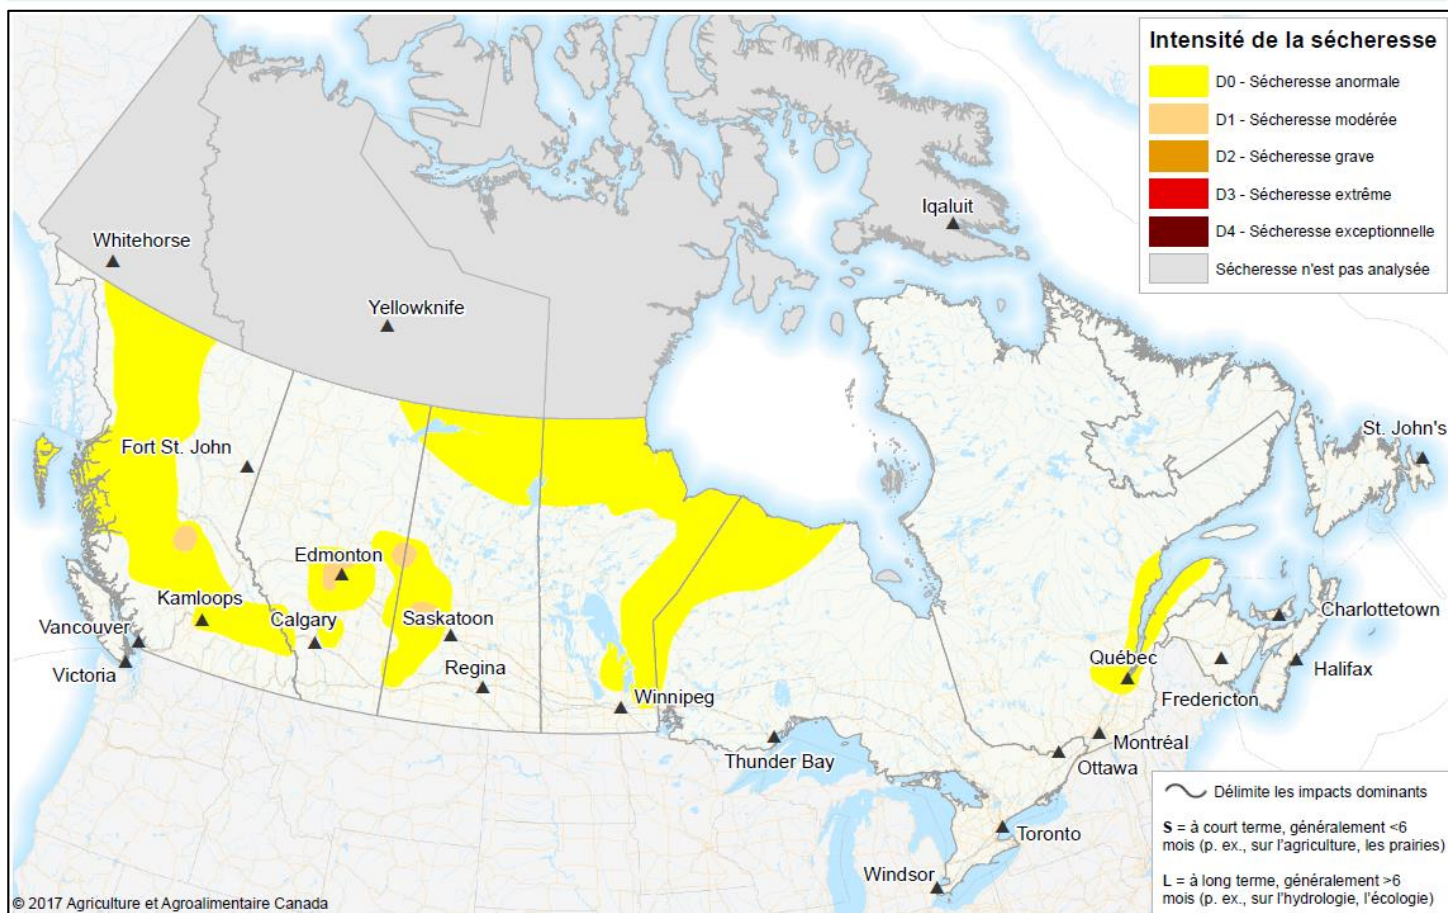 Intensité de la sécheresse
D0 - Sécheresse anormale
D1 - Sécheresse modérée
D2 - Sécheresse grave
D3 - Sécheresse extrême
D4 - Sécheresse exceptionnelle
Sécheresse n'est pas analysée
Iqaluit
Whitehorse
Yellowknife
St. John's
Fort St. John
Edmonton
Kamloops
Calgary
Saskatoon
Vancouver
Victoria
Regina
Winnipeg
Charlottetown
Québec
Halifax
Fredericton
Thunder Bay
Montréal
Ottawa
Toronto
Windsor
Délimite les impacts dominants
S = à court terme, généralement <6
mois (p. ex., sur l'agriculture, les prairies)
L = à long terme, généralement >6
mois (p. ex., sur l'hydrologie, l'écologie)
© 2017 Agriculture et Agroalimentaire Canada